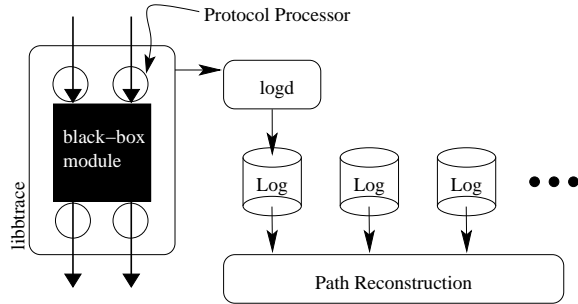 Protocol Processor
logd
black-box
module
libbtrace
Log
Log
Log
Path Reconstruction